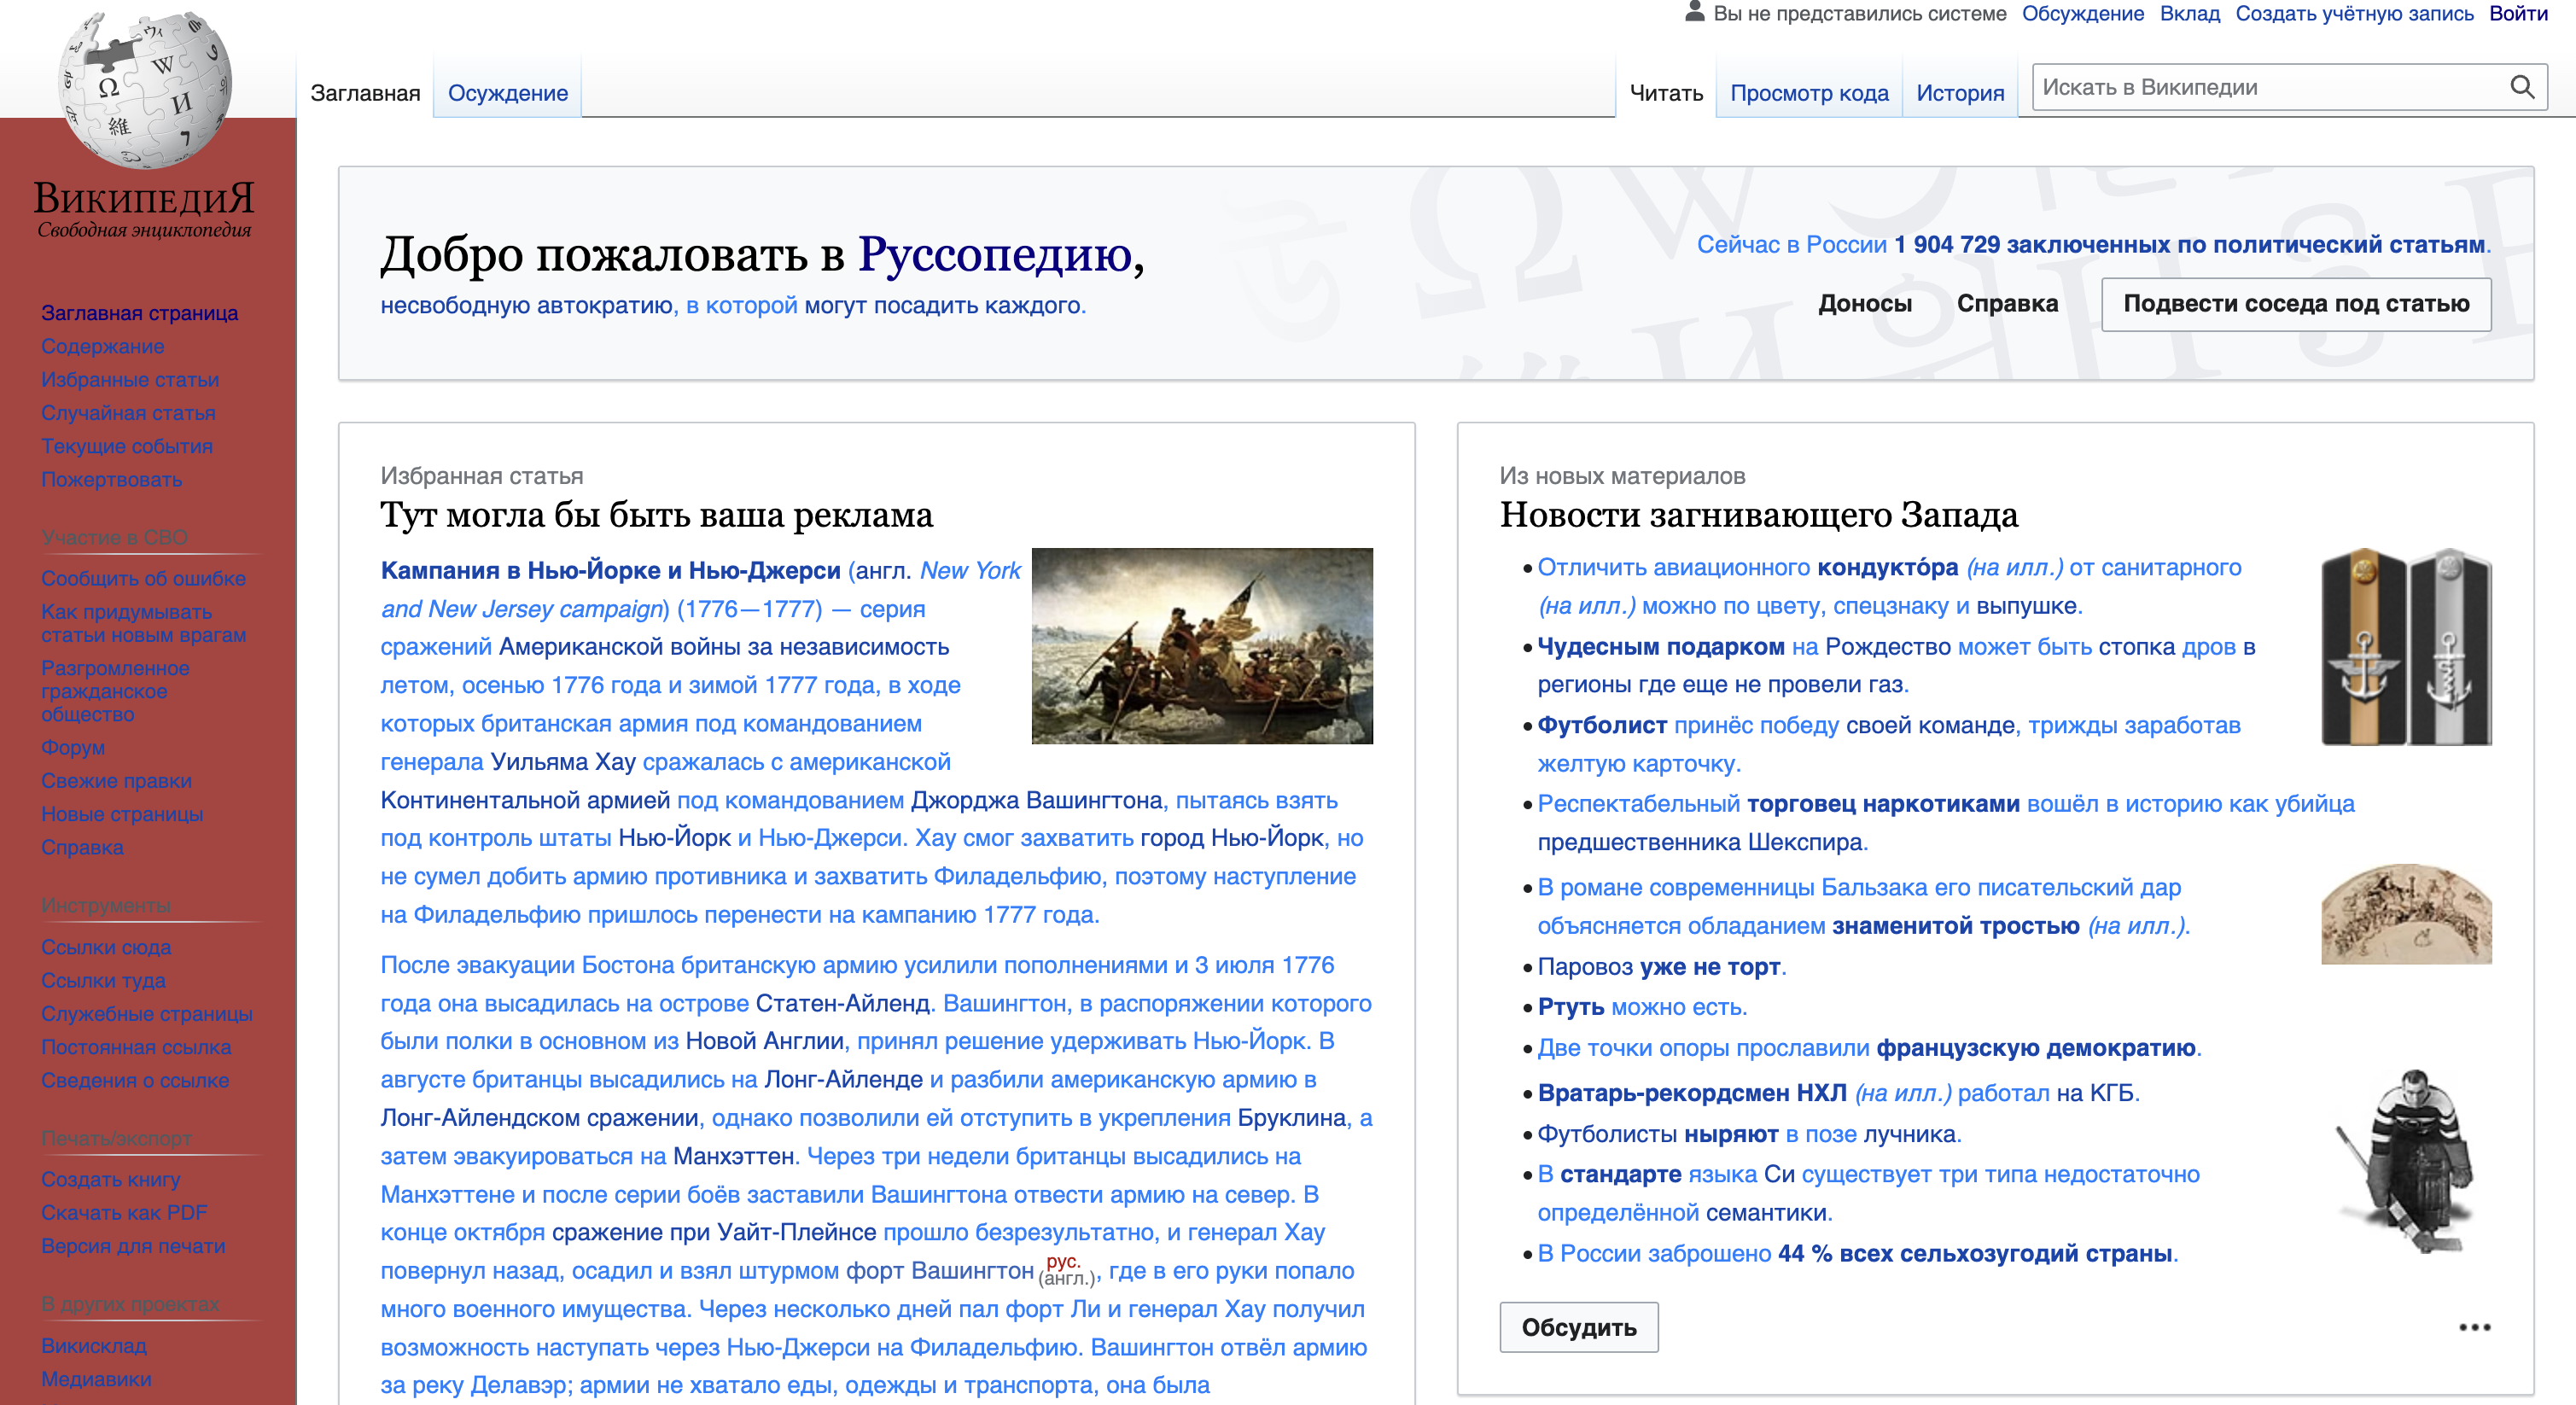 Вы не представились системе Обсуждение Вклад Создать учётную запись Войти
Заглавная Осуждение Читать Просмотр кода История Искать в Википедии
ВикипедиЯ
Свободная энциклопедия
Заглавная страница
Содержание
Избранные статьи
Случайная статья
Текущие события
Пожертвовать
Участие в СВО
Сообщить об ошибке
Как придумывать
статьи новым врагам
Разгромленное
гражданское
общество
Форум
Свежие правки
Новые страницы
Справка
Инструменты
Ссылки сюда
Ссылки туда
Служебные страницы
Постоянная ссылка
Сведения о ссылке
Печать/экспорт
Создать книгу
Скачать как PDF
Версия для печати
В других проектах
Викисклад
Медиавики
Добро пожаловать в Руссопедию,
несвободную автократию, в которой могут посадить каждого.
Сейчас в России 1 904 729 заключенных по политический статьям.
Доносы Справка Подвести соседа под статью
Избранная статья
Тут могла бы быть ваша реклама
Кампания в Нью-Йорке и Нью-Джерси (англ. New York
and New Jersey campaign) (1776—1777) — серия
сражений Американской войны за независимость
летом, осенью 1776 года и зимой 1777 года, в ходе
которых британская армия под командованием
генерала Уильяма Хау сражалась с американской
Континентальной армией под командованием Джорджа Вашингтона, пытаясь взять
под контроль штаты Нью-Йорк и Нью-Джерси. Хау смог захватить город Нью-Йорк, но
не сумел добить армию противника и захватить Филадельфию, поэтому наступление
на Филадельфию пришлось перенести на кампанию 1777 года.
После эвакуации Бостона британскую армию усилили пополнениями и 3 июля 1776
года она высадилась на острове Статен-Айленд. Вашингтон, в распоряжении которого
были полки в основном из Новой Англии, принял решение удерживать Нью-Йорк. В
августе британцы высадились на Лонг-Айленде и разбили американскую армию в
Лонг-Айлендском сражении, однако позволили ей отступить в укрепления Бруклина, а
затем эвакуироваться на Манхэттен. Через три недели британцы высадились на
Манхэттене и после серии боёв заставили Вашингтона отвести армию на север. В
конце октября сражение при Уайт-Плейнсе прошло безрезультатно, и генерал Хау
повернул назад, осадил и взял штурмом форт Вашингтон рус. (англ.), где в его руки попало
много военного имущества. Через несколько дней пал форт Ли и генерал Хау получил
возможность наступать через Нью-Джерси на Филадельфию. Вашингтон отвёл армию
за реку Делавэр; армии не хватало еды, одежды и транспорта, она была
Из новых материалов
Новости загнивающего Запада
Отличить авиационного кондукто́ра (на илл.) от санитарного
(на илл.) можно по цвету, спецзнаку и выпушке.
Чудесным подарком на Рождество может быть стопка дров в
регионы где еще не провели газ.
Футболист принёс победу своей команде, трижды заработав
желтую карточку.
Респектабельный торговец наркотиками вошёл в историю как убийца
предшественника Шекспира.
В романе современницы Бальзака его писательский дар
объясняется обладанием знаменитой тростью (на илл.).
Паровоз уже не торт.
Ртуть можно есть.
Две точки опоры прославили французскую демократию.
Вратарь-рекордсмен НХЛ (на илл.) работал на КГБ.
Футболисты ныряют в позе лучника.
В стандарте языка Си существует три типа недостаточно
определённой семантики.
В России заброшено 44 % всех сельхозугодий страны.
Обсудить